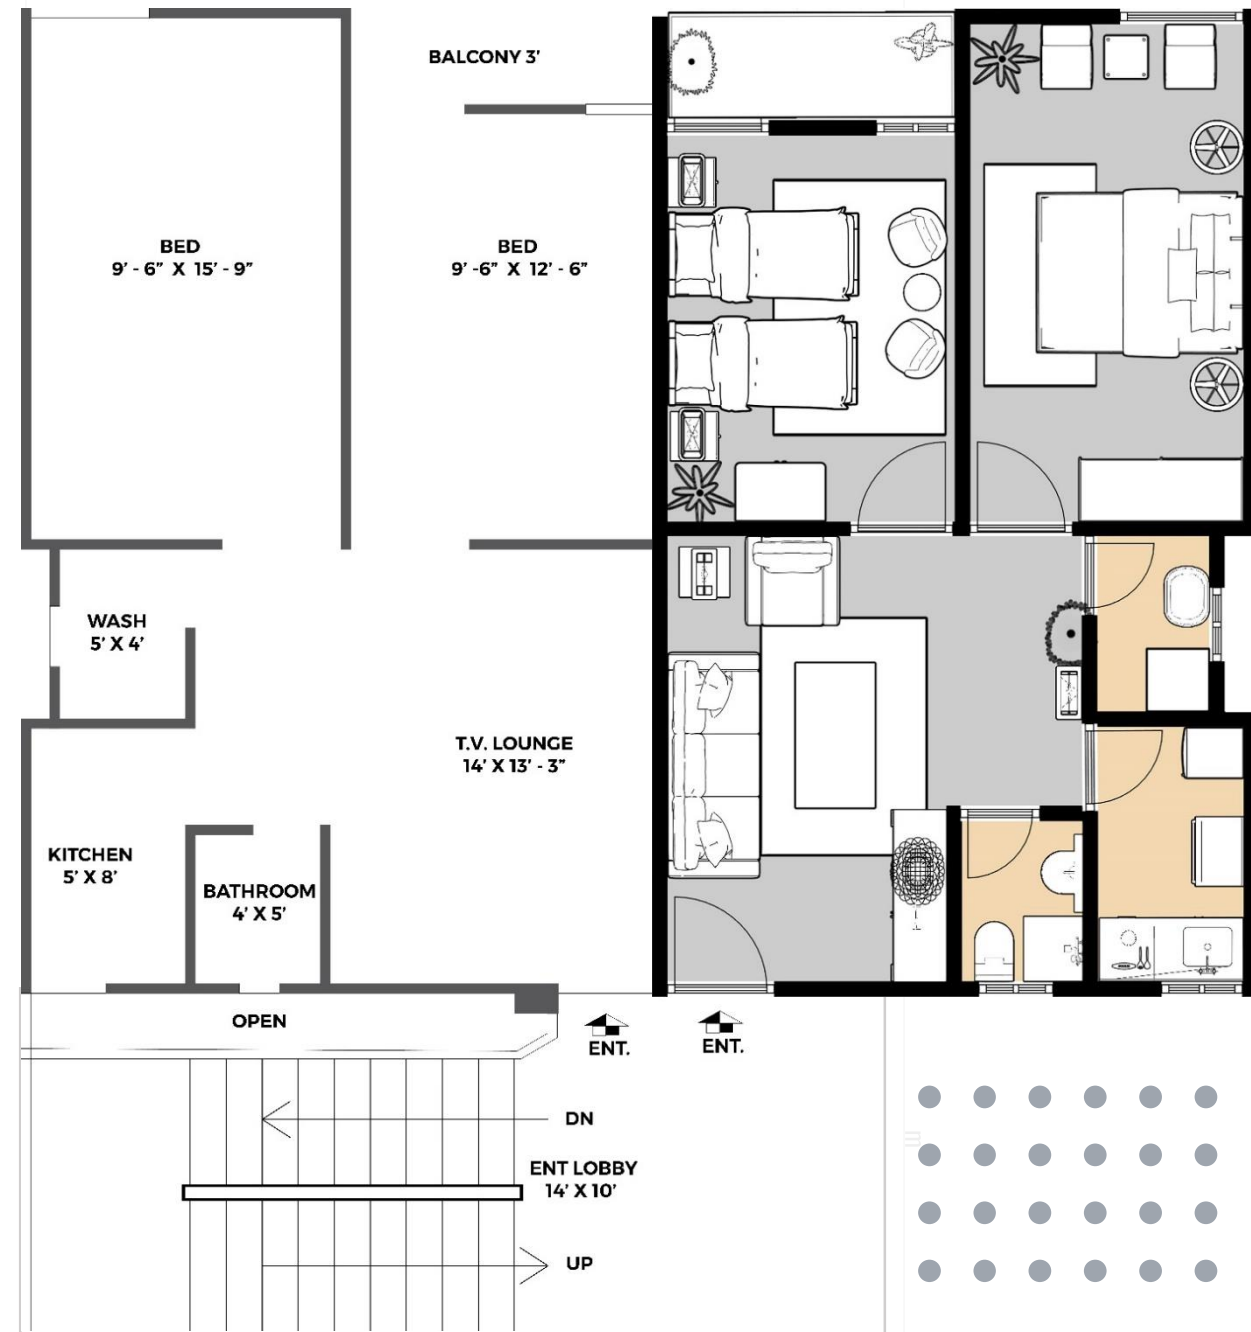 BALCONY 3'
BED
9' - 6" X 15' - 9"
BED
9' -6" X 12' - 6"
WASH
5' X 4'
T.V. LOUNGE
14' X 13' - 3"
KITCHEN
5' X 8'
BATHROOM
4' X 5'
OPEN
ENT.
ENT.
DN
ENT LOBBY
14' X 10'
UP